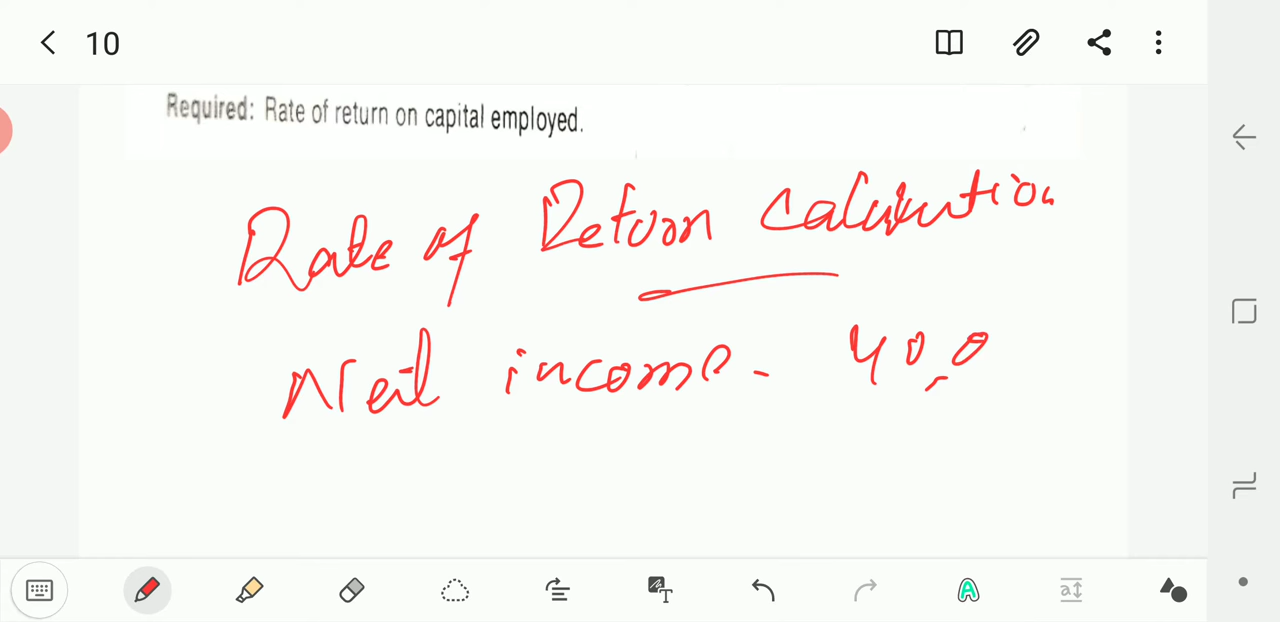 10
Required: Rate of return on capital employed.
Rate of Return calculation
Net income - 40,0